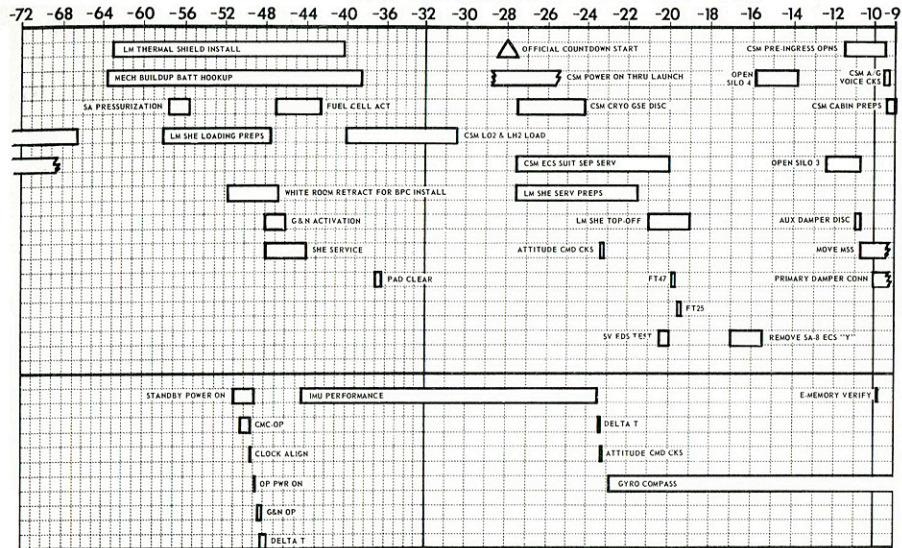 -72 -68 -64 -60 -56 -52 -48 -44 -40 -36 -32 -28 -26 -24 -22 -20 -18 -16 -14 -12 -10 -9
LM THERMAL SHIELD INSTALL
OFFICIAL COUNTDOWN START
CSM PRE-INGRESS OPNS
MECH BUILDUP BATT HOOKUP
CSM POWER ON THRU LAUNCH
OPEN SILO 4
CSM A/G VOICE CKS
SA PRESSURIZATION
FUEL CELL ACT
CSM CRYO GSE DISC
CSM CABIN PREPS
LM SHE LOADING PREPS
CSM LO2 & LH2 LOAD
CSM ECS SUIT SEP SERV
OPEN SILO 3
WHITE ROOM RETRACT FOR BPC INSTALL
LM SHE SERV PREPS
G&N ACTIVATION
LM SHE TOP-OFF
AUX DAMPER DISC
SHE SERVICE
ATTITUDE CMD CKS
MOVE MSS
PAD CLEAR
FT47
PRIMARY DAMPER CONN
FT25
SV EDS TEST
REMOVE SA-8 ECS "Y"
STANDBY POWER ON
IMU PERFORMANCE
E-MEMORY VERIFY
CMC-OP
DELTA T
CLOCK ALIGN
ATTITUDE CMD CKS
OP PWR ON
GYRO COMPASS
G&N OP
DELTA T